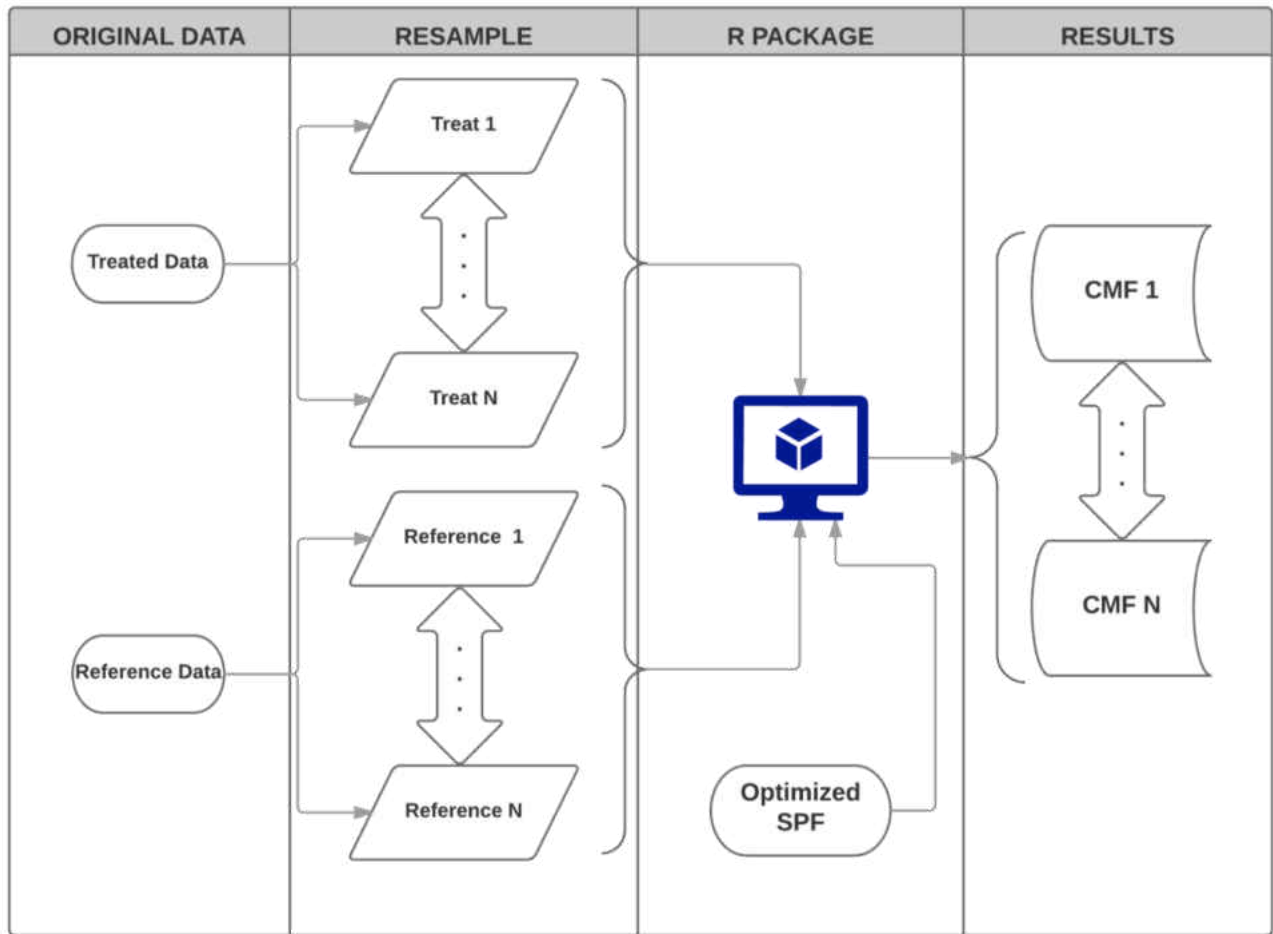 ORIGINAL DATA
RESAMPLE
R PACKAGE
RESULTS
Treat 1
Treated Data
Treat N
Reference 1
Reference Data
Reference N
Optimized
SPF
CMF 1
CMF N